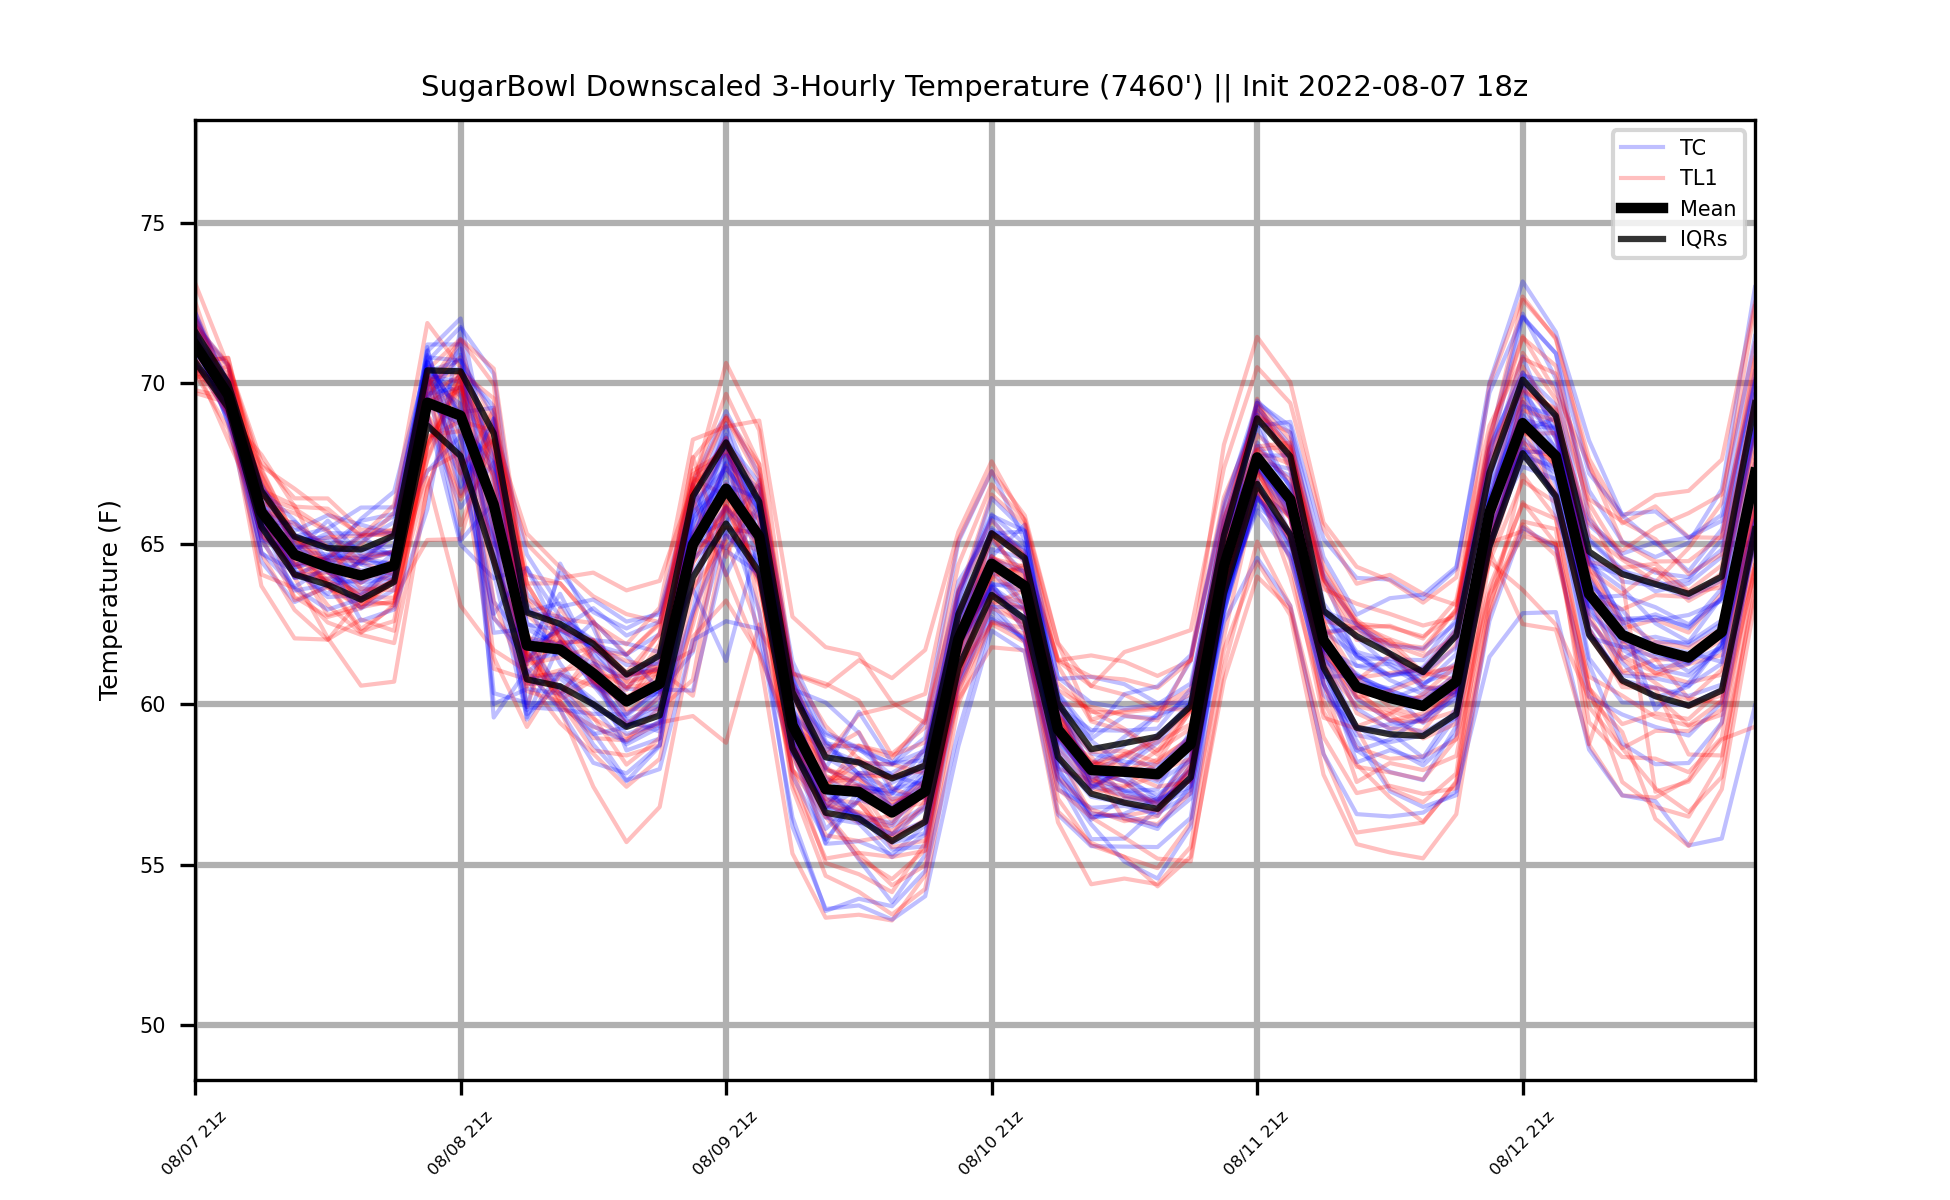 SugarBowl Downscaled 3-Hourly Temperature (7460') || Init 2022-08-07 18z
TC
TL1
Mean
IQRs
Temperature (F)
75
70
65
60
55
50
08/07 21z
08/08 21z
08/09 21z
08/10 21z
08/11 21z
08/12 21z